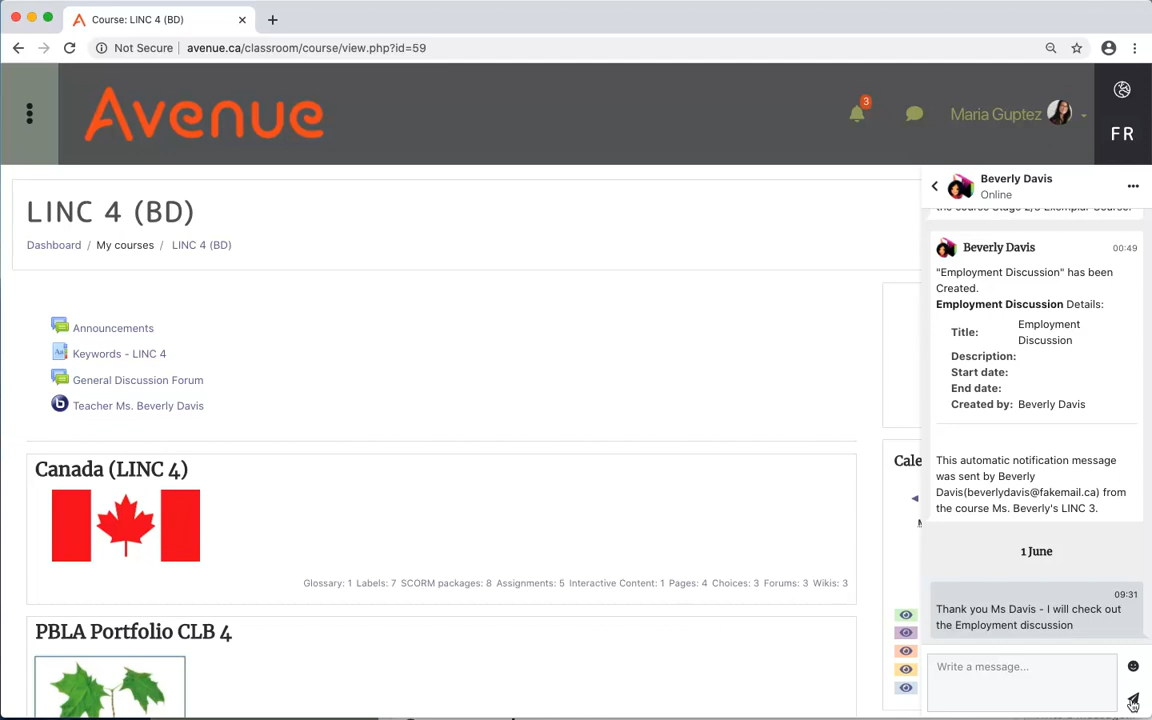 Course: LINC 4 (BD)
Not Secure
avenue.ca/classroom/course/view.php?id=59
Avenue
3
Maria Guptez
FR
LINC 4 (BD)
Dashboard / My courses / LINC 4 (BD)
Announcements
Keywords - LINC 4
General Discussion Forum
Teacher Ms. Beverly Davis
Canada (LINC 4)
Glossary: 1 Labels: 7 SCORM packages: 8 Assignments: 5 Interactive Content: 1 Pages: 4 Choices: 3 Forums: 3 Wikis: 3
PBLA Portfolio CLB 4
Cale
Beverly Davis
Online
the course Stage 2/3 Exemplar Course.
Beverly Davis 00:49
"Employment Discussion" has been
Created.
Employment Discussion Details:
Title: Employment
Discussion
Description:
Start date:
End date:
Created by: Beverly Davis
This automatic notification message
was sent by Beverly
Davis(beverlydavis@fakemail.ca) from
the course Ms. Beverly's LINC 3.
1 June
09:31
Thank you Ms Davis - I will check out
the Employment discussion
Write a message...